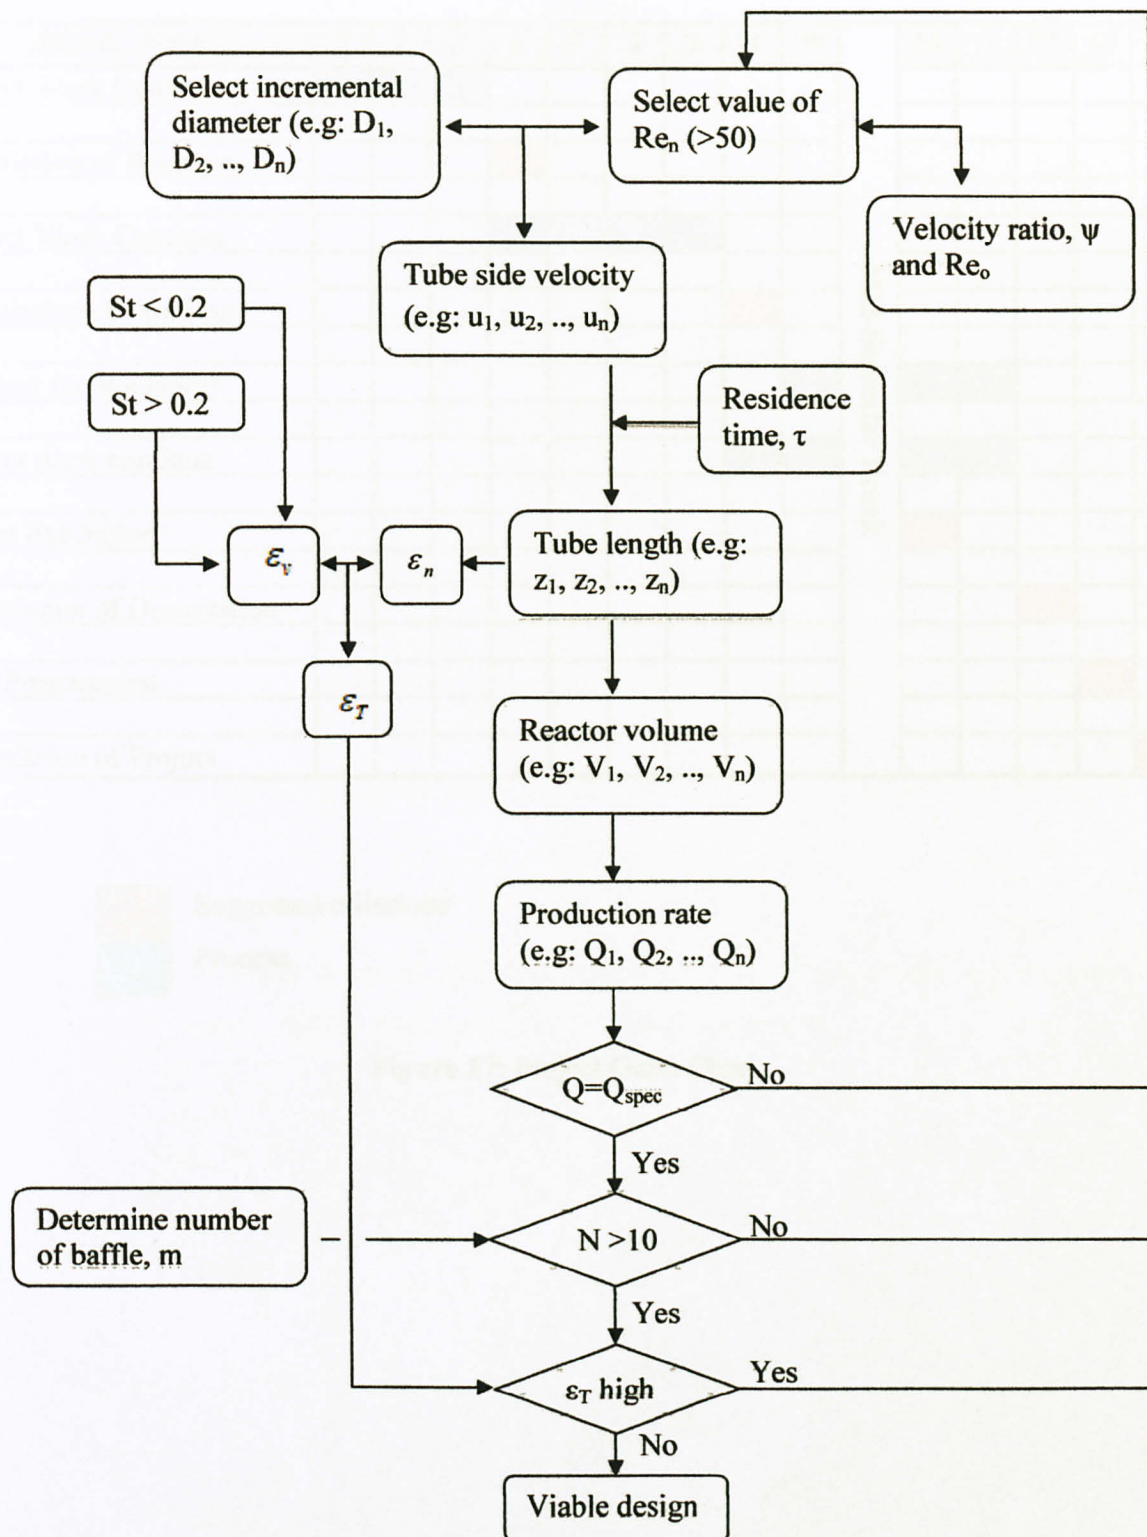 Select incremental
diameter (e.g: D₁,
D₂, .., Dₙ)
Select value of
Reₙ (>50)
Velocity ratio, ψ
and Reₒ
Tube side velocity
(e.g: u₁, u₂, .., uₙ)
St < 0.2
St > 0.2
Residence
time, τ
εᵥ
εₙ
Tube length (e.g:
z₁, z₂, .., zₙ)
ε_T
Reactor volume
(e.g: V₁, V₂, .., Vₙ)
Production rate
(e.g: Q₁, Q₂, .., Qₙ)
Q=Q_spec
No
Yes
Determine number
of baffle, m
N >10
No
Yes
ε_T high
Yes
No
Viable design